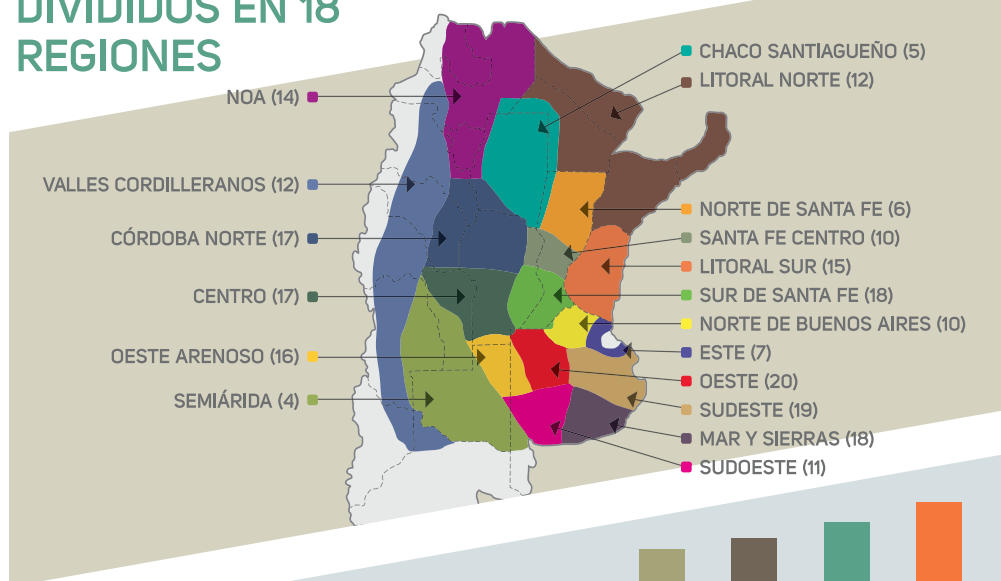 DIVIDIDOS EN 18
REGIONES
NOA (14)
VALLES CORDILLERANOS (12)
CÓRDOBA NORTE (17)
CENTRO (17)
OESTE ARENOSO (16)
SEMIÁRIDA (4)
CHACO SANTIAGUEÑO (5)
LITORAL NORTE (12)
NORTE DE SANTA FE (6)
SANTA FE CENTRO (10)
LITORAL SUR (15)
SUR DE SANTA FE (18)
NORTE DE BUENOS AIRES (10)
ESTE (7)
OESTE (20)
SUDESTE (19)
MAR Y SIERRAS (18)
SUDOESTE (11)